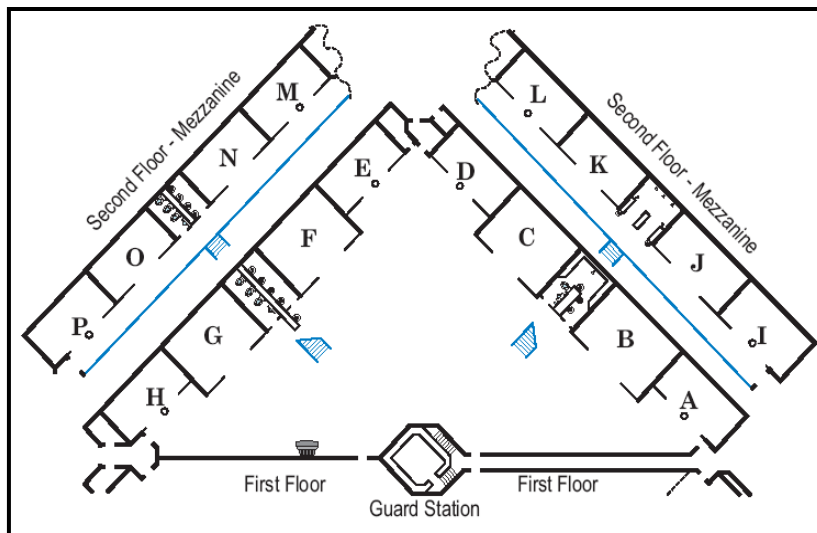 Second Floor - Mezzanine
Second Floor - Mezzanine
M
L
N
E
D
K
O
F
C
J
P
G
B
I
H
A
First Floor
First Floor
Guard Station